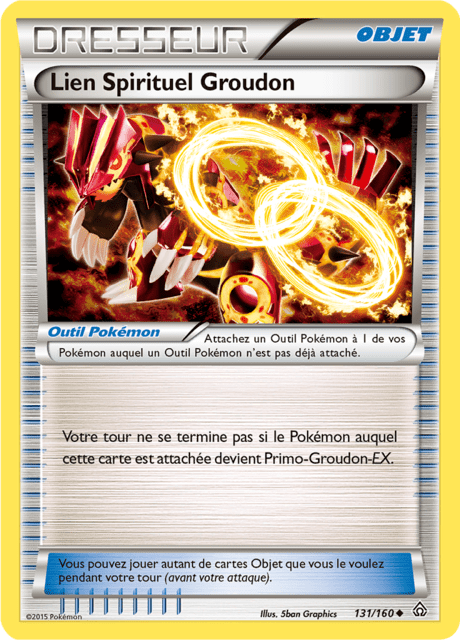 DRESSEUR
OBJET
Lien Spirituel Groudon
Outil Pokémon
Attachez un Outil Pokémon à 1 de vos
Pokémon auquel un Outil Pokémon n'est pas déjà attaché.
Votre tour ne se termine pas si le Pokémon auquel
cette carte est attachée devient Primo-Groudon-EX.
Vous pouvez jouer autant de cartes Objet que vous le voulez
pendant votre tour (avant votre attaque).
©2015 Pokémon
Illus. 5ban Graphics
131/160